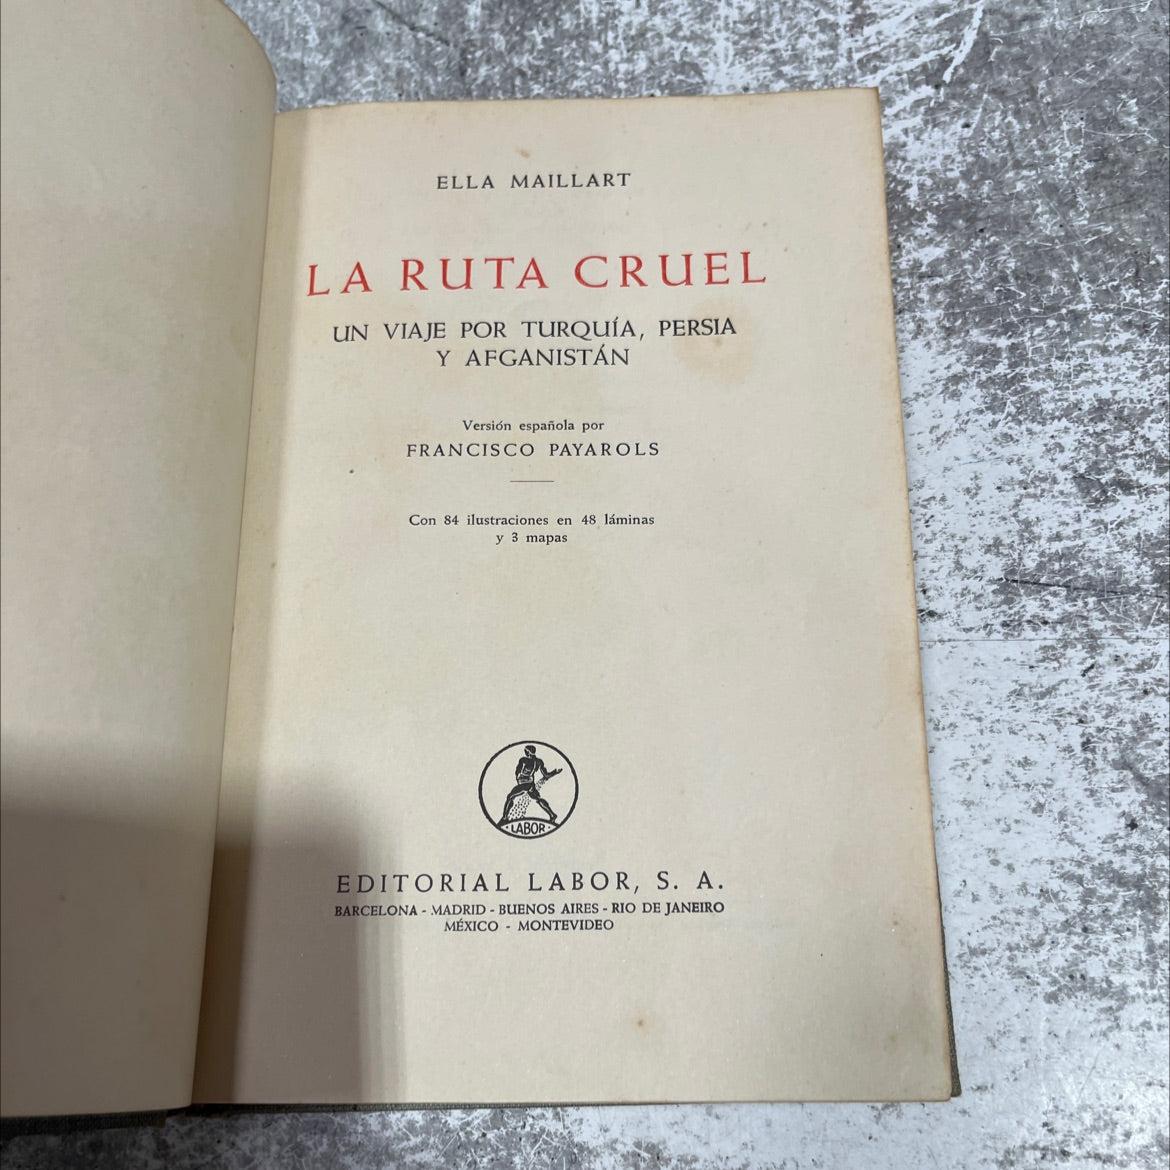 ELLA MAILLART
LA RUTA CRUEL
UN VIAJE POR TURQUÍA, PERSIA
Y AFGANISTÁN
Versión española por
FRANCISCO PAYAROLS
Con 84 ilustraciones en 48 láminas
y 3 mapas
· LABOR ·
EDITORIAL LABOR, S. A.
BARCELONA - MADRID - BUENOS AIRES - RIO DE JANEIRO
MÉXICO - MONTEVIDEO